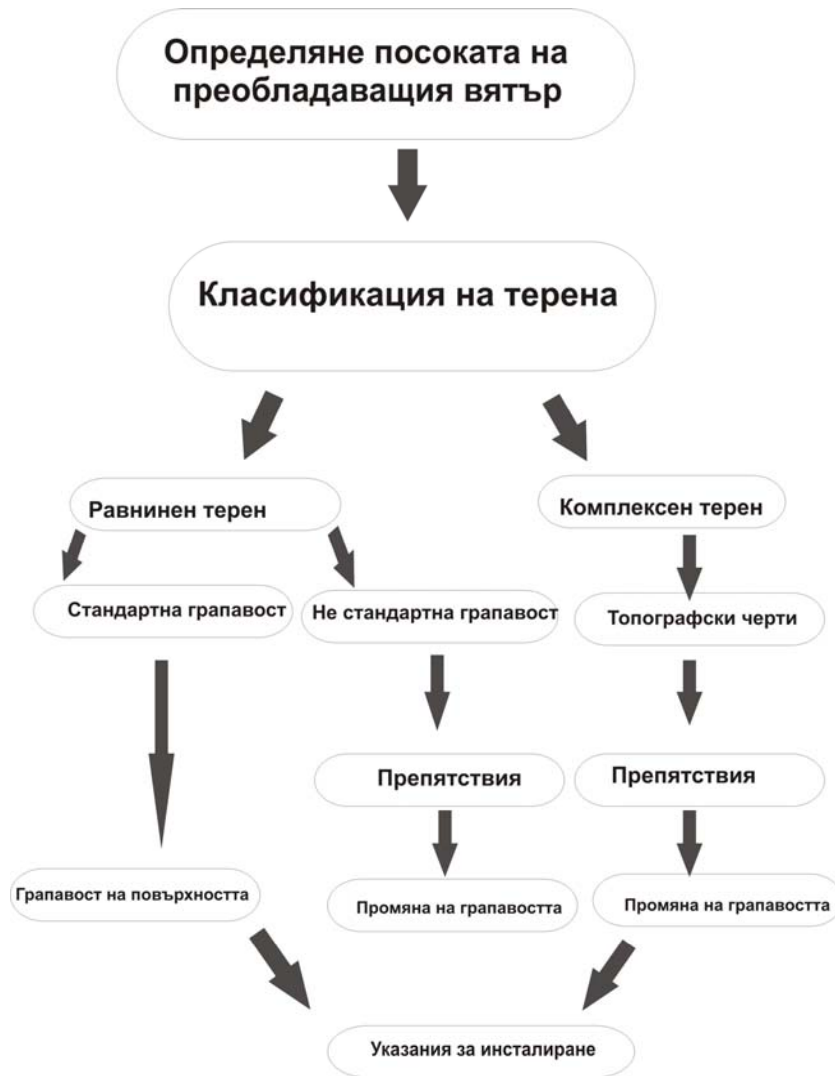 Определяне посоката на
преобладаващия вятър
Класификация на терена
Равнинен терен
Комплексен терен
Стандартна грапавост
Не стандартна грапавост
Топографски черти
Препятствия
Препятствия
Грапавост на повърхността
Промяна на грапавостта
Промяна на грапавостта
Указания за инсталиране